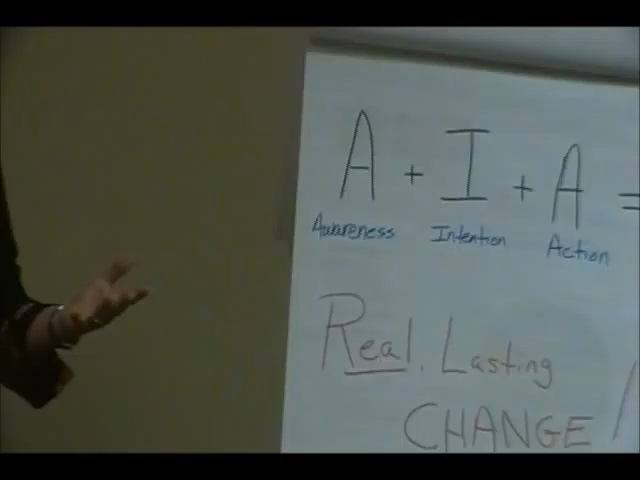 A + I + A =
Awareness Intention Action
Real. Lasting
CHANGE!